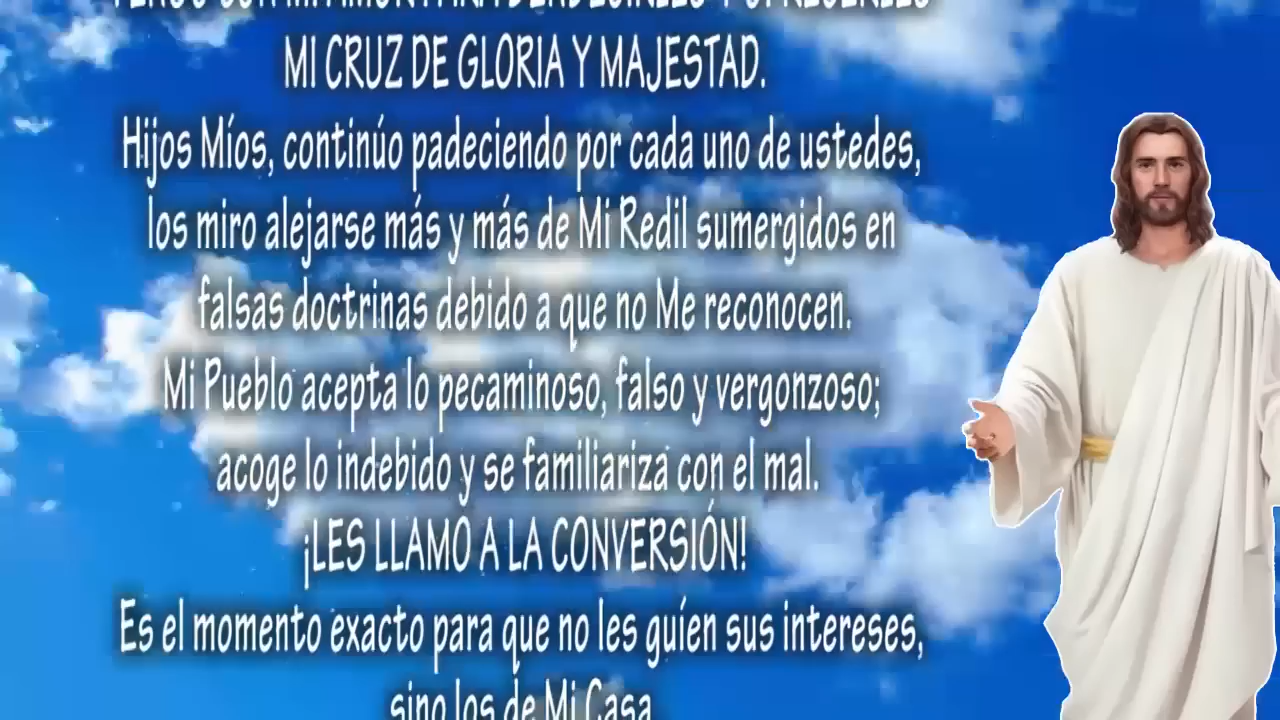 MI CRUZ DE GLORIA Y MAJESTAD.
Hijos Míos, continúo padeciendo por cada uno de ustedes,
los miro alejarse más y más de Mi Redil sumergidos en
falsas doctrinas debido a que no Me reconocen.
Mi Pueblo acepta lo pecaminoso, falso y vergonzoso;
acoge lo indebido y se familiariza con el mal.
¡LES LLAMO A LA CONVERSIÓN!
Es el momento exacto para que no les guíen sus intereses,
sino los de Mi Casa